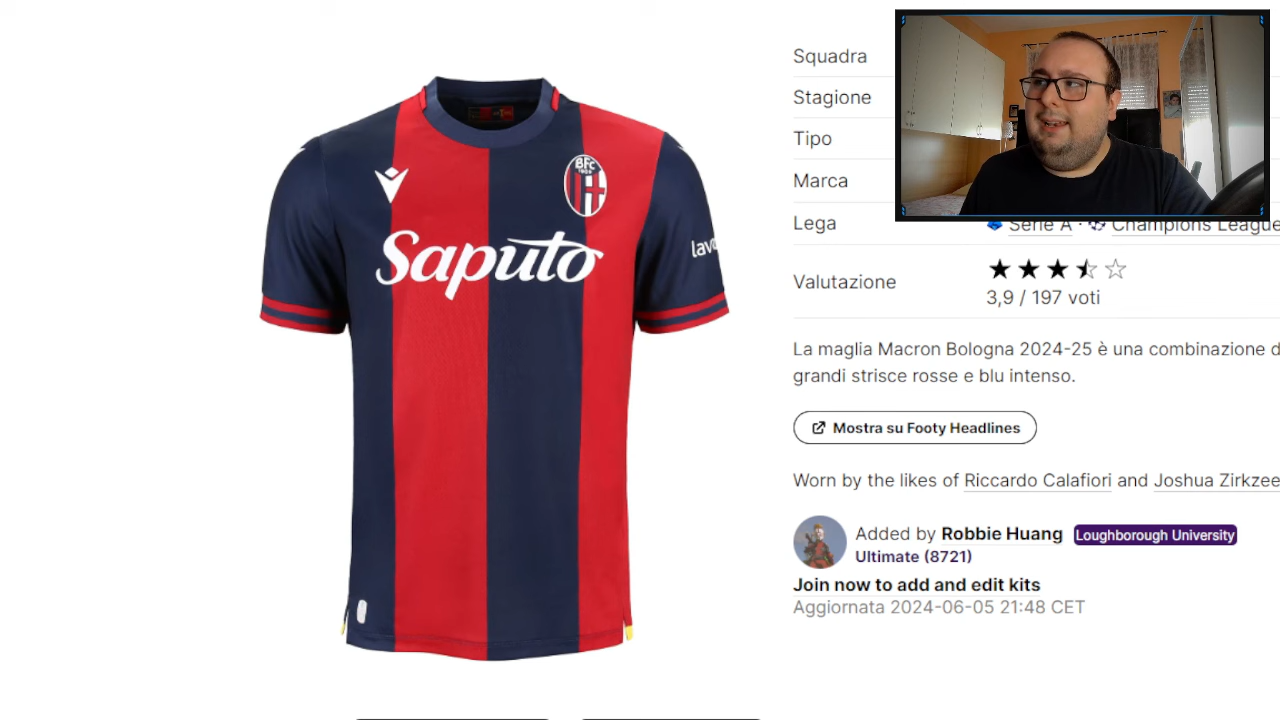 BFC
1909
Saputo
Squadra
Stagione
Tipo
Marca
Lega
Serie A · Champions League
Valutazione
3,9 / 197 voti
La maglia Macron Bologna 2024-25 è una combinazione d
grandi strisce rosse e blu intenso.
Mostra su Footy Headlines
Worn by the likes of Riccardo Calafiori and Joshua Zirkzee
Added by Robbie Huang Loughborough University
Ultimate (8721)
Join now to add and edit kits
Aggiornata 2024-06-05 21:48 CET